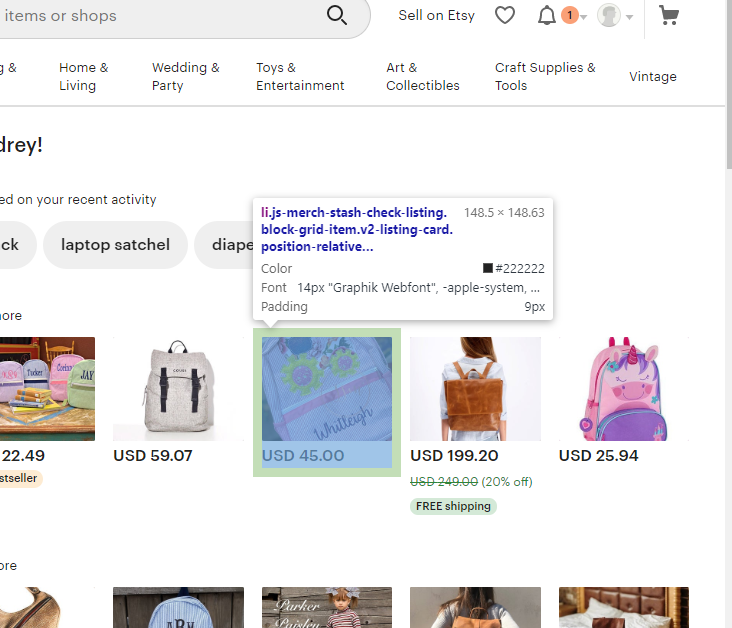 items or shops
Sell on Etsy
1
Home &
Living
Wedding &
Party
Toys &
Entertainment
Art &
Collectibles
Craft Supplies &
Tools
Vintage
drey!
ed on your recent activity
ck
laptop satchel
diape
li.js-merch-stash-check-listing.
block-grid-item.v2-listing-card.
position-relative...
148.5 × 148.63
Color
#222222
Font
14px "Graphik Webfont", -apple-system, ...
Padding
9px
ore
Tucker
JAY
Whitleigh
22.49
USD 59.07
USD 45.00
USD 199.20
USD 25.94
stseller
USD 249.00 (20% off)
FREE shipping
ore
Parker
Paisley